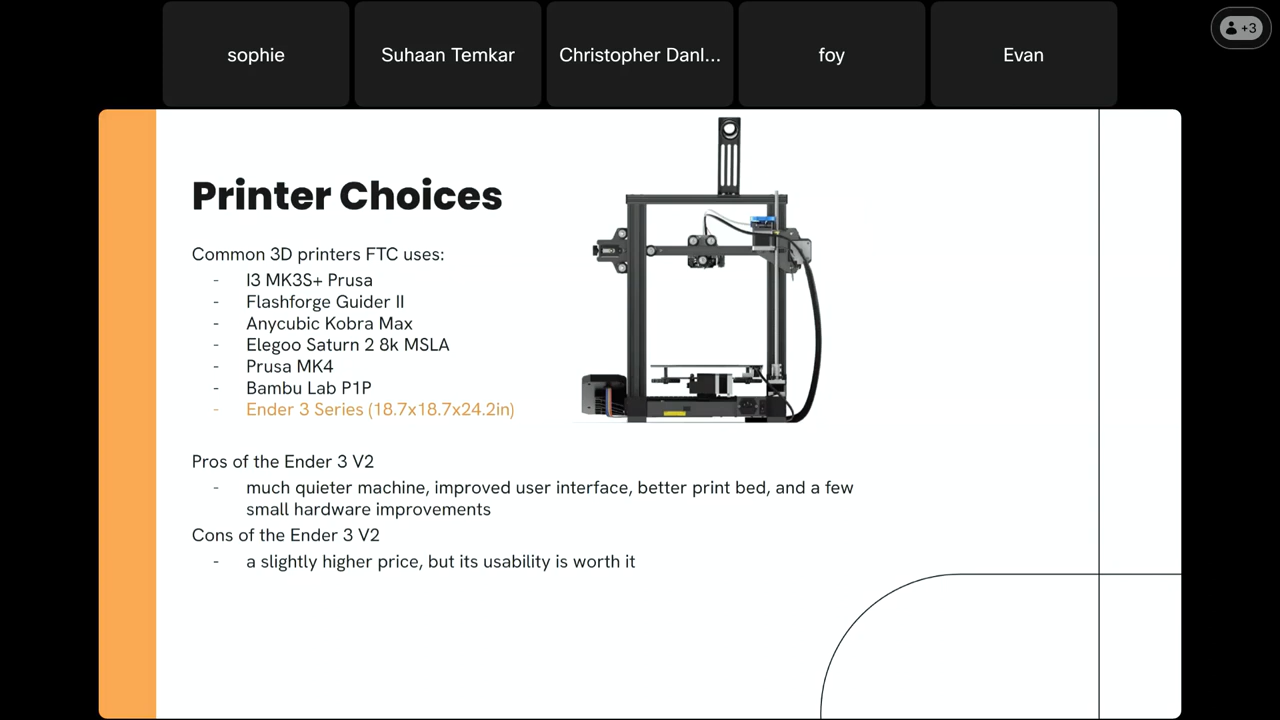 sophie
Suhaan Temkar
Christopher Danl...
foy
Evan
+3
Printer Choices
Common 3D printers FTC uses:
- I3 MK3S+ Prusa
- Flashforge Guider II
- Anycubic Kobra Max
- Elegoo Saturn 2 8k MSLA
- Prusa MK4
- Bambu Lab P1P
- Ender 3 Series (18.7x18.7x24.2in)
Pros of the Ender 3 V2
- much quieter machine, improved user interface, better print bed, and a few
small hardware improvements
Cons of the Ender 3 V2
- a slightly higher price, but its usability is worth it